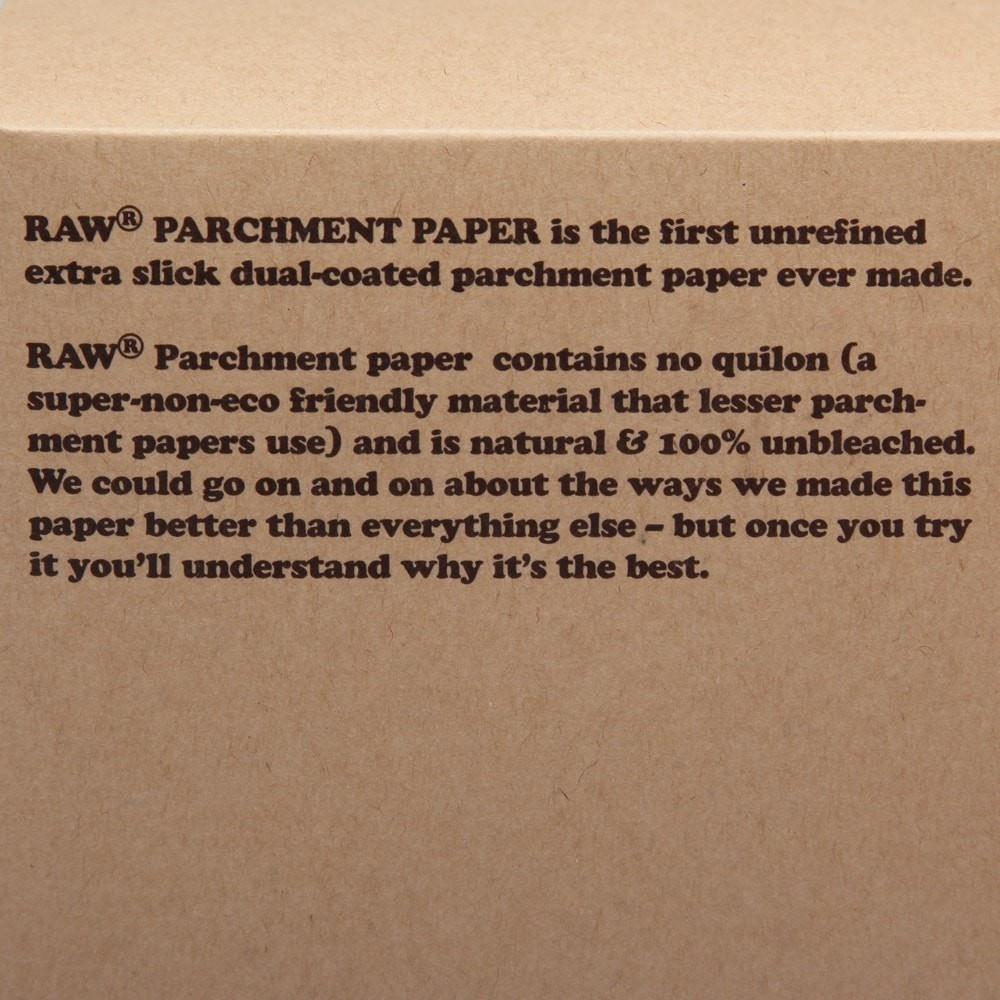 RAW® PARCHMENT PAPER is the first unrefined
extra slick dual-coated parchment paper ever made.
RAW® Parchment paper contains no quilon (a
super-non-eco friendly material that lesser parch-
ment papers use) and is natural & 100% unbleached.
We could go on and on about the ways we made this
paper better than everything else – but once you try
it you'll understand why it's the best.